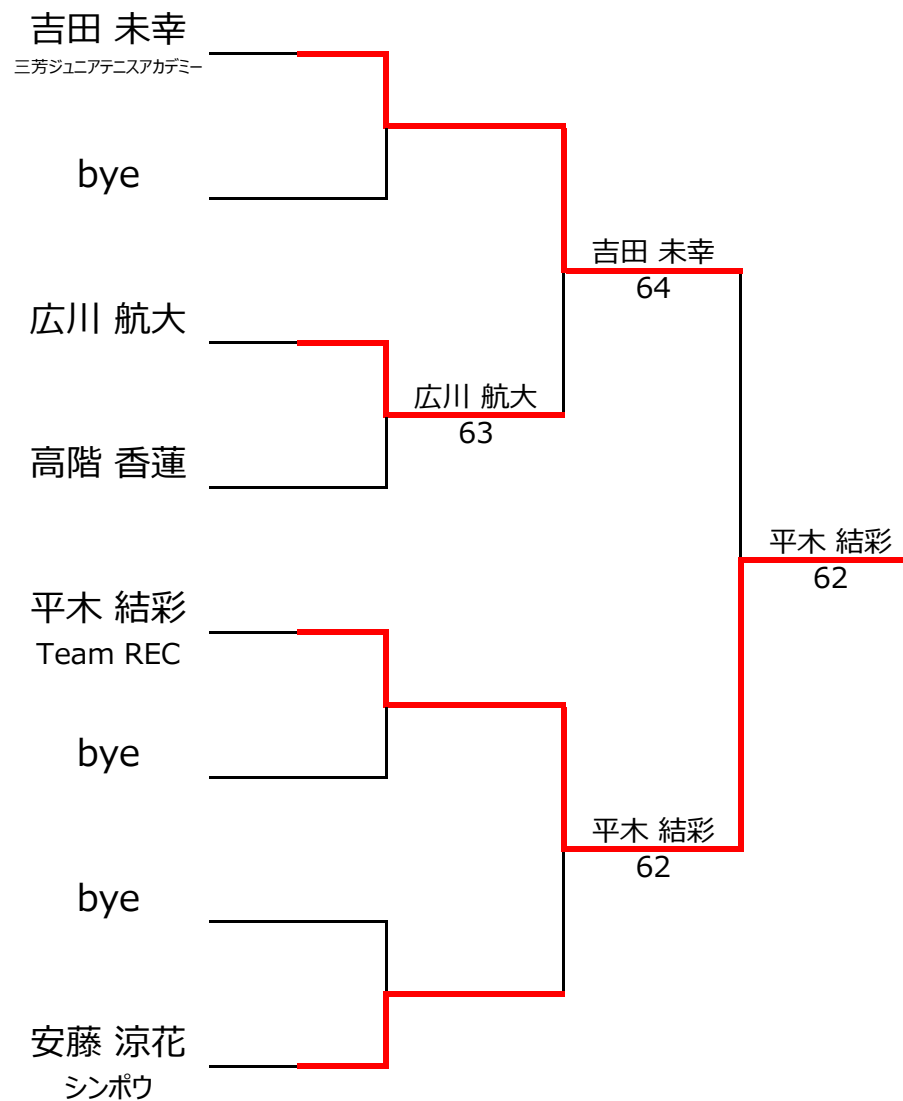 吉田 未幸
三芳ジュニアテニスアカデミー
bye
広川 航大
高階 香蓮
平木 結彩
Team REC
bye
bye
安藤 涼花
シンポウ
広川 航大
63
吉田 未幸
64
平木 結彩
62
平木 結彩
62